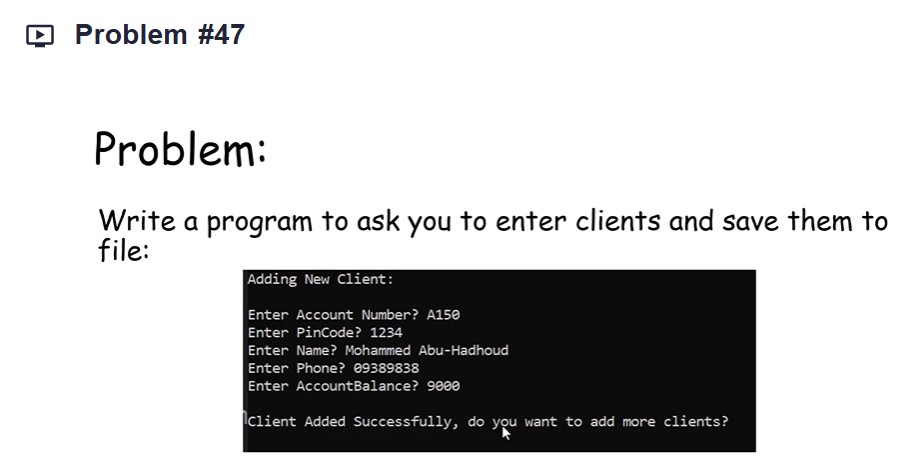 Problem #47
Problem:
Write a program to ask you to enter clients and save them to
file:
Adding New Client:
Enter Account Number? A150
Enter PinCode? 1234
Enter Name? Mohammed Abu-Hadhoud
Enter Phone? 09389838
Enter AccountBalance? 9000
Client Added Successfully, do you want to add more clients?